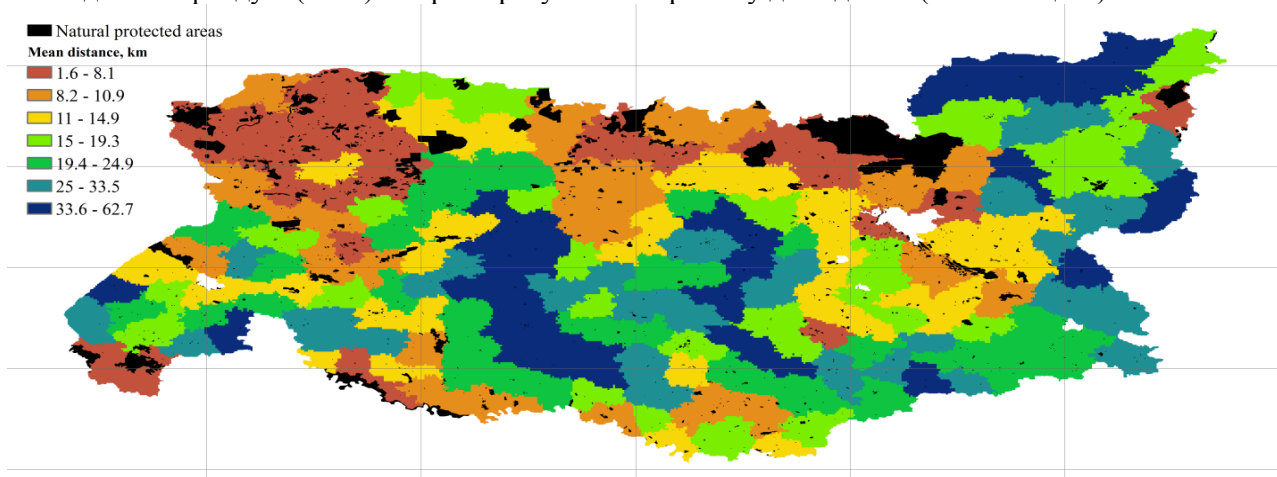 Natural protected areas
Mean distance, km
1.6 - 8.1
8.2 - 10.9
11 - 14.9
15 - 19.3
19.4 - 24.9
25 - 33.5
33.6 - 62.7